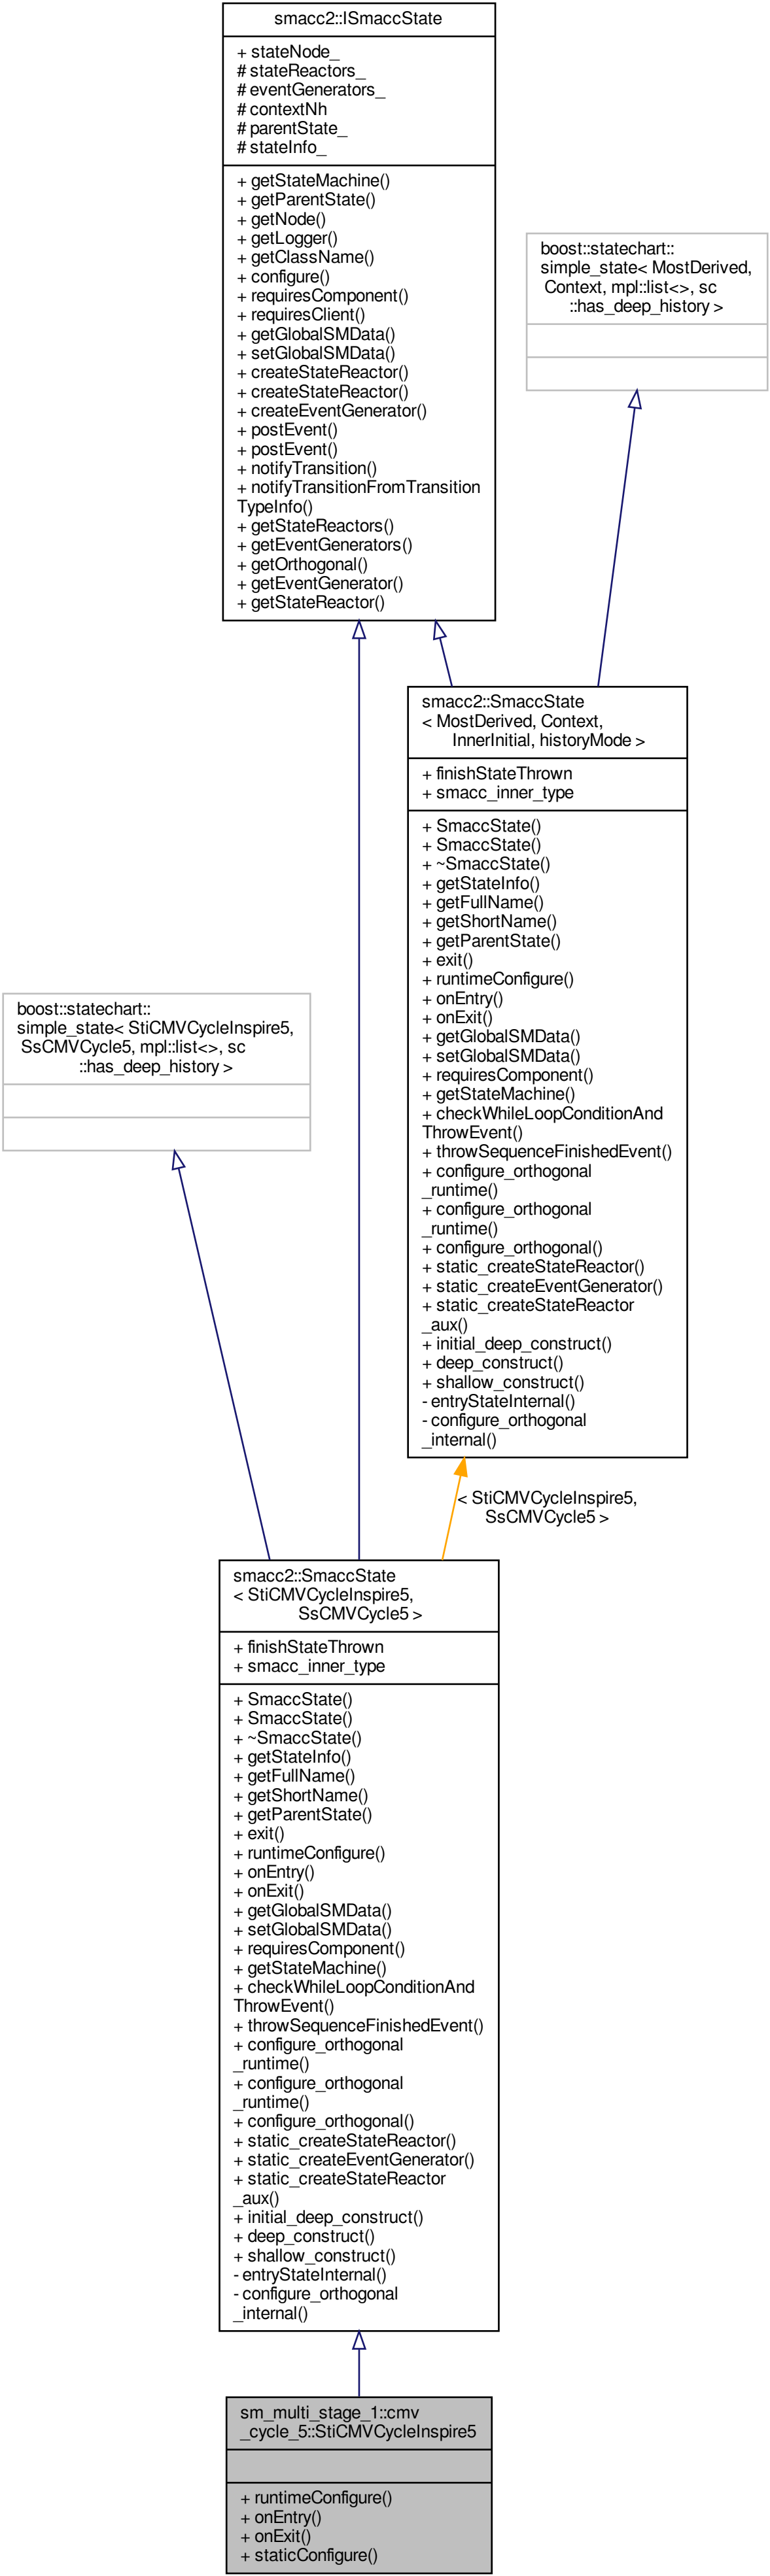 smacc2::ISmaccState
+ stateNode_
# stateReactors_
# eventGenerators_
# contextNh
# parentState_
# stateInfo_
+ getStateMachine()
+ getParentState()
+ getNode()
+ getLogger()
+ getClassName()
+ configure()
+ requiresComponent()
+ requiresClient()
+ getGlobalSMData()
+ setGlobalSMData()
+ createStateReactor()
+ createStateReactor()
+ createEventGenerator()
+ postEvent()
+ postEvent()
+ notifyTransition()
+ notifyTransitionFromTransition
TypeInfo()
+ getStateReactors()
+ getEventGenerators()
+ getOrthogonal()
+ getEventGenerator()
+ getStateReactor()
boost::statechart::
simple_state< MostDerived,
Context, mpl::list<>, sc
::has_deep_history >
smacc2::SmaccState
< MostDerived, Context,
InnerInitial, historyMode >
+ finishStateThrown
+ smacc_inner_type
+ SmaccState()
+ SmaccState()
+ ~SmaccState()
+ getStateInfo()
+ getFullName()
+ getShortName()
+ getParentState()
+ exit()
+ runtimeConfigure()
+ onEntry()
+ onExit()
+ getGlobalSMData()
+ setGlobalSMData()
+ requiresComponent()
+ getStateMachine()
+ checkWhileLoopConditionAnd
ThrowEvent()
+ throwSequenceFinishedEvent()
+ configure_orthogonal
_runtime()
+ configure_orthogonal
_runtime()
+ configure_orthogonal()
+ static_createStateReactor()
+ static_createEventGenerator()
+ static_createStateReactor
_aux()
+ initial_deep_construct()
+ deep_construct()
+ shallow_construct()
- entryStateInternal()
- configure_orthogonal
_internal()
boost::statechart::
simple_state< StiCMVCycleInspire5,
SsCMVCycle5, mpl::list<>, sc
::has_deep_history >
< StiCMVCycleInspire5,
SsCMVCycle5 >
smacc2::SmaccState
< StiCMVCycleInspire5,
SsCMVCycle5 >
+ finishStateThrown
+ smacc_inner_type
+ SmaccState()
+ SmaccState()
+ ~SmaccState()
+ getStateInfo()
+ getFullName()
+ getShortName()
+ getParentState()
+ exit()
+ runtimeConfigure()
+ onEntry()
+ onExit()
+ getGlobalSMData()
+ setGlobalSMData()
+ requiresComponent()
+ getStateMachine()
+ checkWhileLoopConditionAnd
ThrowEvent()
+ throwSequenceFinishedEvent()
+ configure_orthogonal
_runtime()
+ configure_orthogonal
_runtime()
+ configure_orthogonal()
+ static_createStateReactor()
+ static_createEventGenerator()
+ static_createStateReactor
_aux()
+ initial_deep_construct()
+ deep_construct()
+ shallow_construct()
- entryStateInternal()
- configure_orthogonal
_internal()
sm_multi_stage_1::cmv
_cycle_5::StiCMVCycleInspire5
+ runtimeConfigure()
+ onEntry()
+ onExit()
+ staticConfigure()